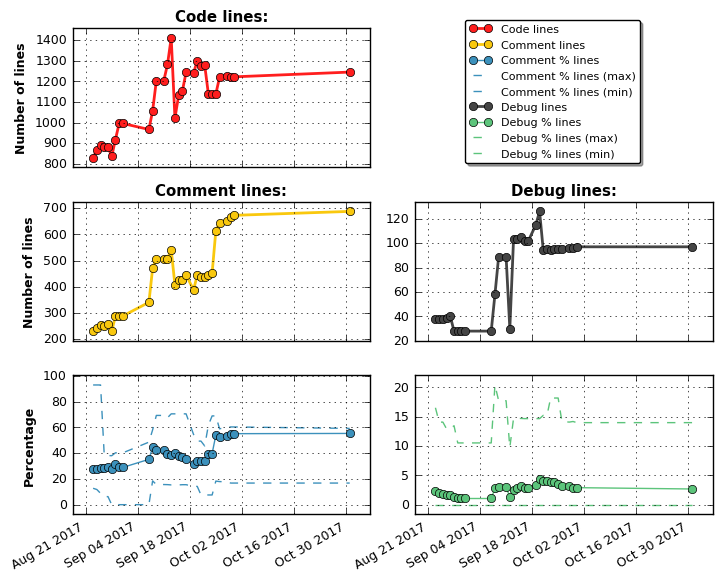 Code lines:
Number of lines
1400
1300
1200
1100
1000
900
800
Code lines
Comment lines
Comment % lines
Comment % lines (max)
Comment % lines (min)
Debug lines
Debug % lines
Debug % lines (max)
Debug % lines (min)
Comment lines:
Number of lines
700
600
500
400
300
200
Debug lines:
120
100
80
60
40
20
Percentage
100
80
60
40
20
0
Aug 21 2017
Sep 04 2017
Sep 18 2017
Oct 02 2017
Oct 16 2017
Oct 30 2017
20
15
10
5
0
Aug 21 2017
Sep 04 2017
Sep 18 2017
Oct 02 2017
Oct 16 2017
Oct 30 2017